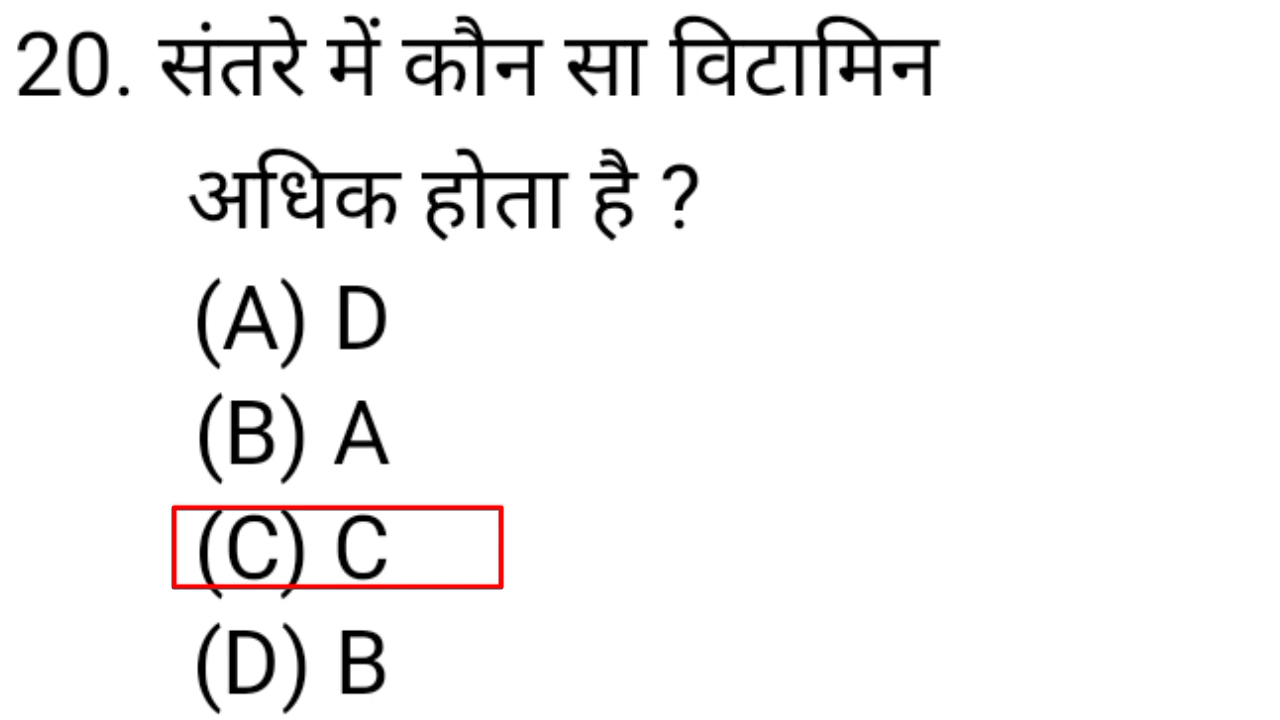 20. संतरे में कौन सा विटामिन
अधिक होता है ?
(A) D
(B) A
(C) C
(D) B